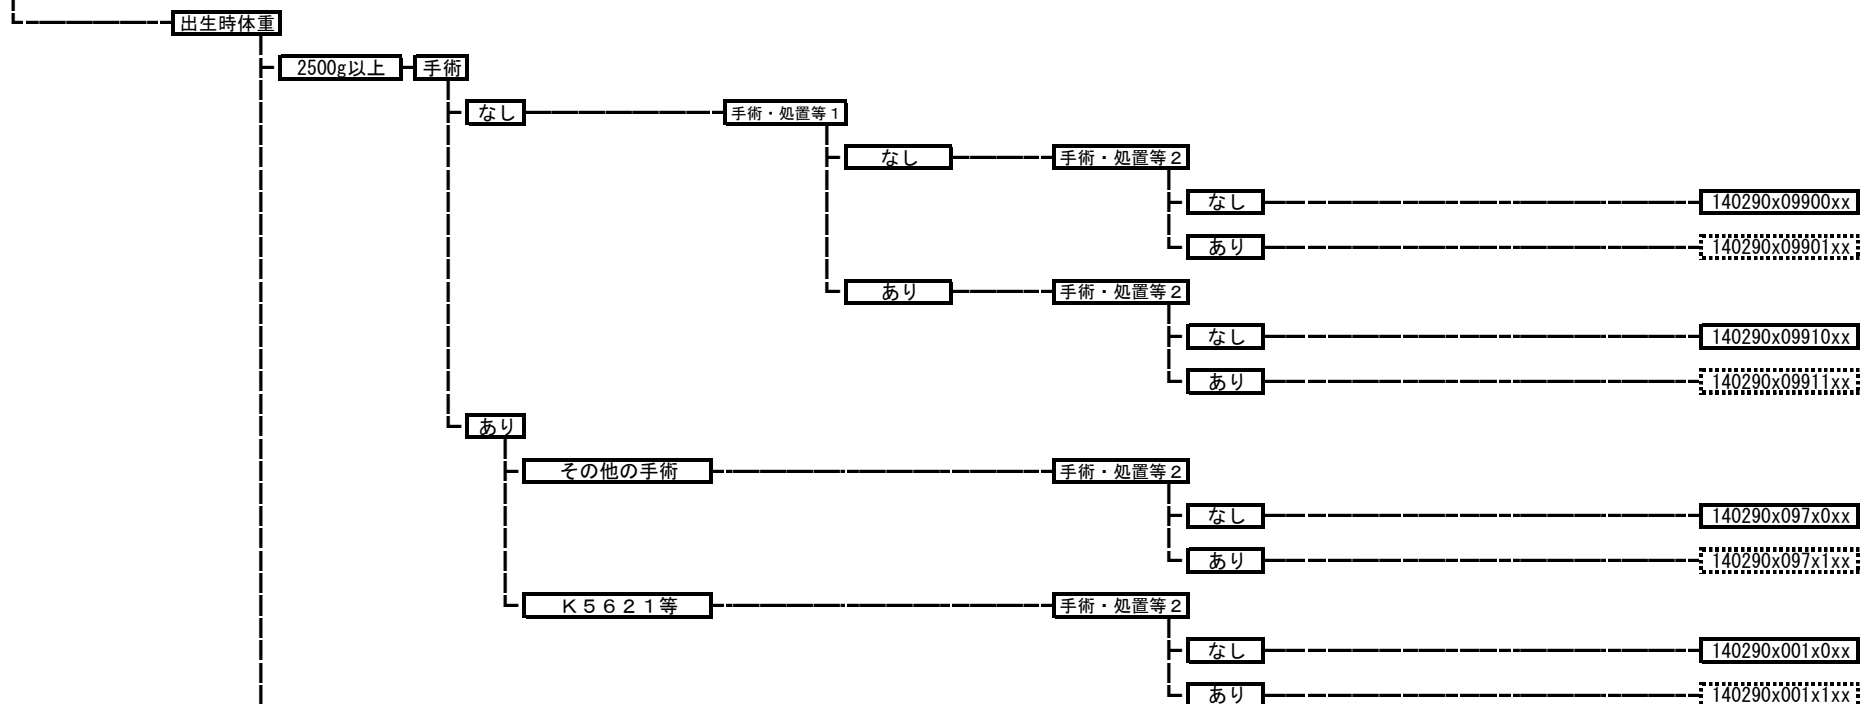 出生時体重
2500g以上 手術
なし 手術・処置等１
なし 手術・処置等２
なし 140290x09900xx
あり 140290x09901xx
あり 手術・処置等２
なし 140290x09910xx
あり 140290x09911xx
あり
その他の手術 手術・処置等２
なし 140290x097x0xx
あり 140290x097x1xx
Ｋ５６２１等 手術・処置等２
なし 140290x001x0xx
あり 140290x001x1xx